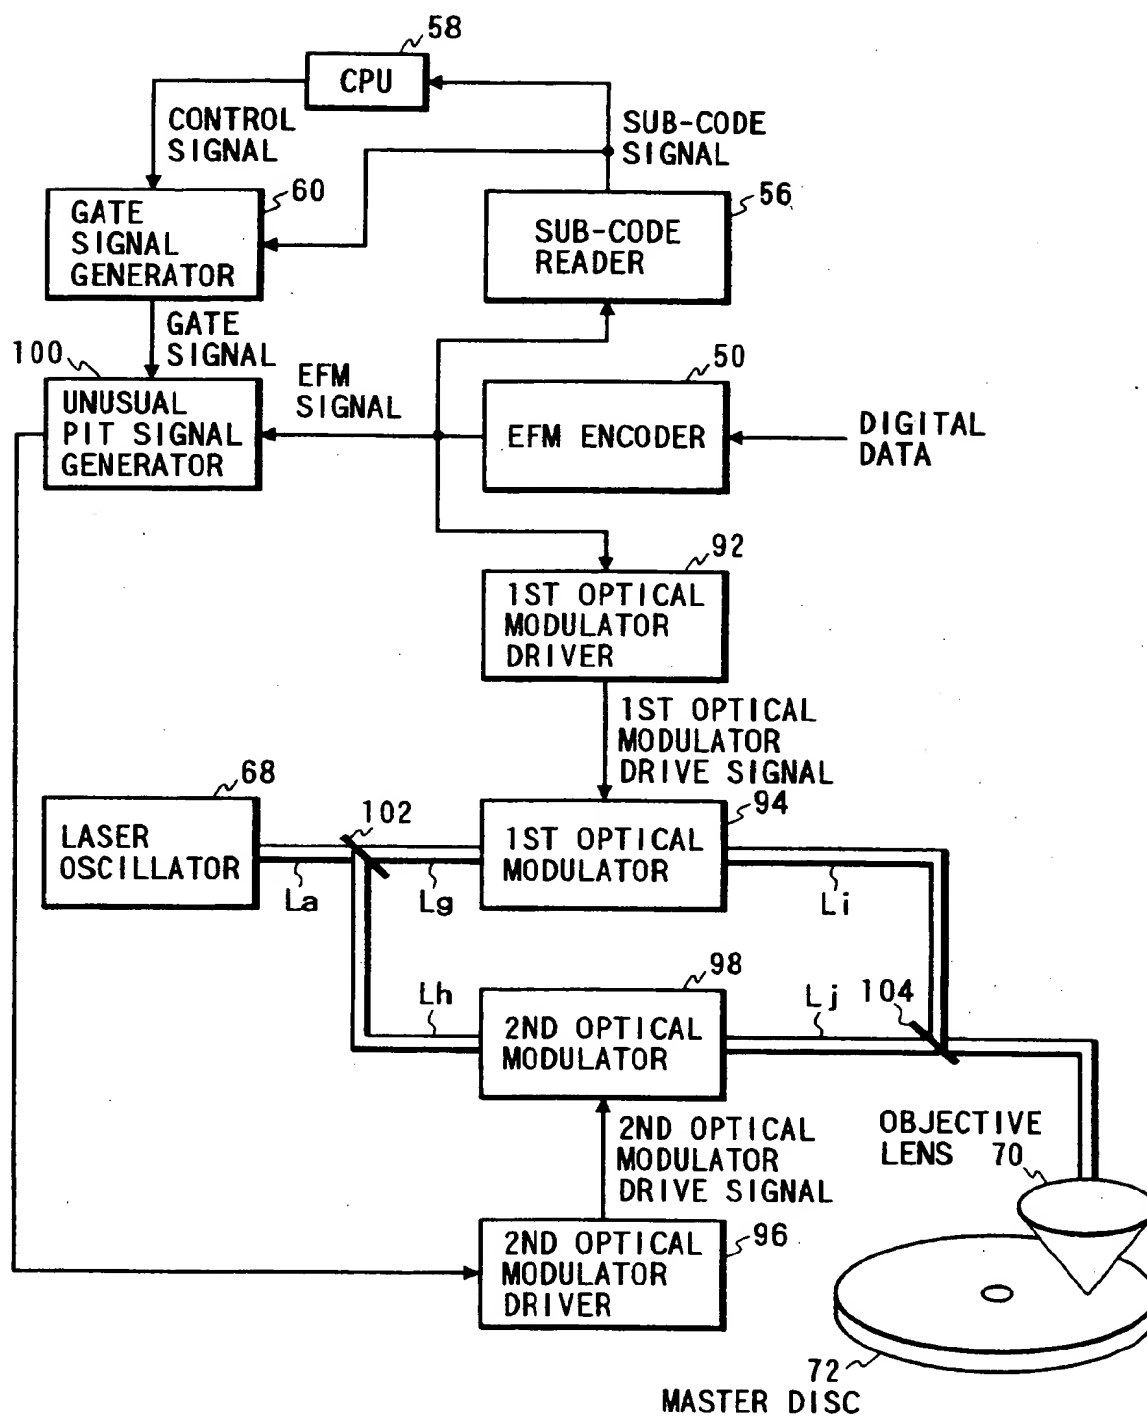 58
CPU
CONTROL
SIGNAL
SUB-CODE
SIGNAL
60
GATE
SIGNAL
GENERATOR
56
SUB-CODE
READER
GATE
SIGNAL
100
UNUSUAL
PIT SIGNAL
GENERATOR
EFM
SIGNAL
50
EFM ENCODER
DIGITAL
DATA
92
1ST OPTICAL
MODULATOR
DRIVER
1ST OPTICAL
MODULATOR
DRIVE SIGNAL
68
LASER
OSCILLATOR
102
La
Lg
94
1ST OPTICAL
MODULATOR
Li
Lh
98
2ND OPTICAL
MODULATOR
Lj
104
2ND OPTICAL
MODULATOR
DRIVE SIGNAL
OBJECTIVE
LENS 70
96
2ND OPTICAL
MODULATOR
DRIVER
72
MASTER DISC